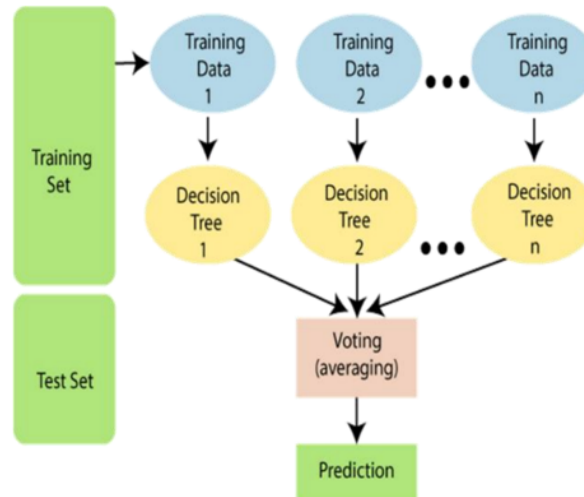 Training
Set
Test Set
Training
Data
1
Training
Data
2
Training
Data
n
Decision
Tree
1
Decision
Tree
2
Decision
Tree
n
Voting
(averaging)
Prediction